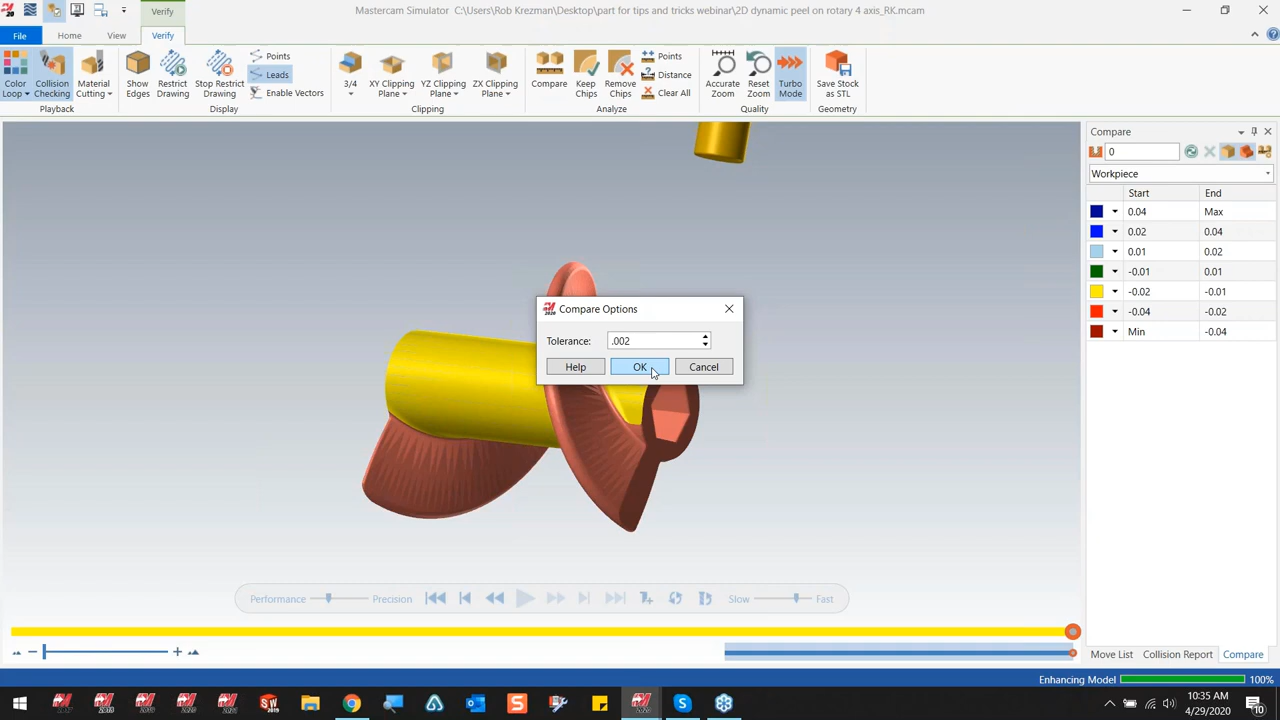 Mastercam Simulator  C:\Users\Rob Krezman\Desktop\part for tips and tricks webinar\2D dynamic peel on rotary 4 axis_RK.mcam
Verify
File
Home
View
Verify
Color Loop
Collision Checking
Material Cutting
Playback
Show Edges
Restrict Drawing
Stop Restrict Drawing
Points
Leads
Enable Vectors
Display
3/4
XY Clipping Plane
YZ Clipping Plane
ZX Clipping Plane
Clipping
Compare
Keep Chips
Remove Chips
Points
Distance
Clear All
Analyze
Accurate Zoom
Reset Zoom
Turbo Mode
Quality
Save Stock as STL
Geometry
Compare
0
Workpiece
Start End
0.04 Max
0.02 0.04
0.01 0.02
-0.01 0.01
-0.02 -0.01
-0.04 -0.02
Min -0.04
Compare Options
Tolerance: .002
Help OK Cancel
Performance Precision Slow Fast
Move List Collision Report Compare
Enhancing Model 100%
10:35 AM
4/29/2020